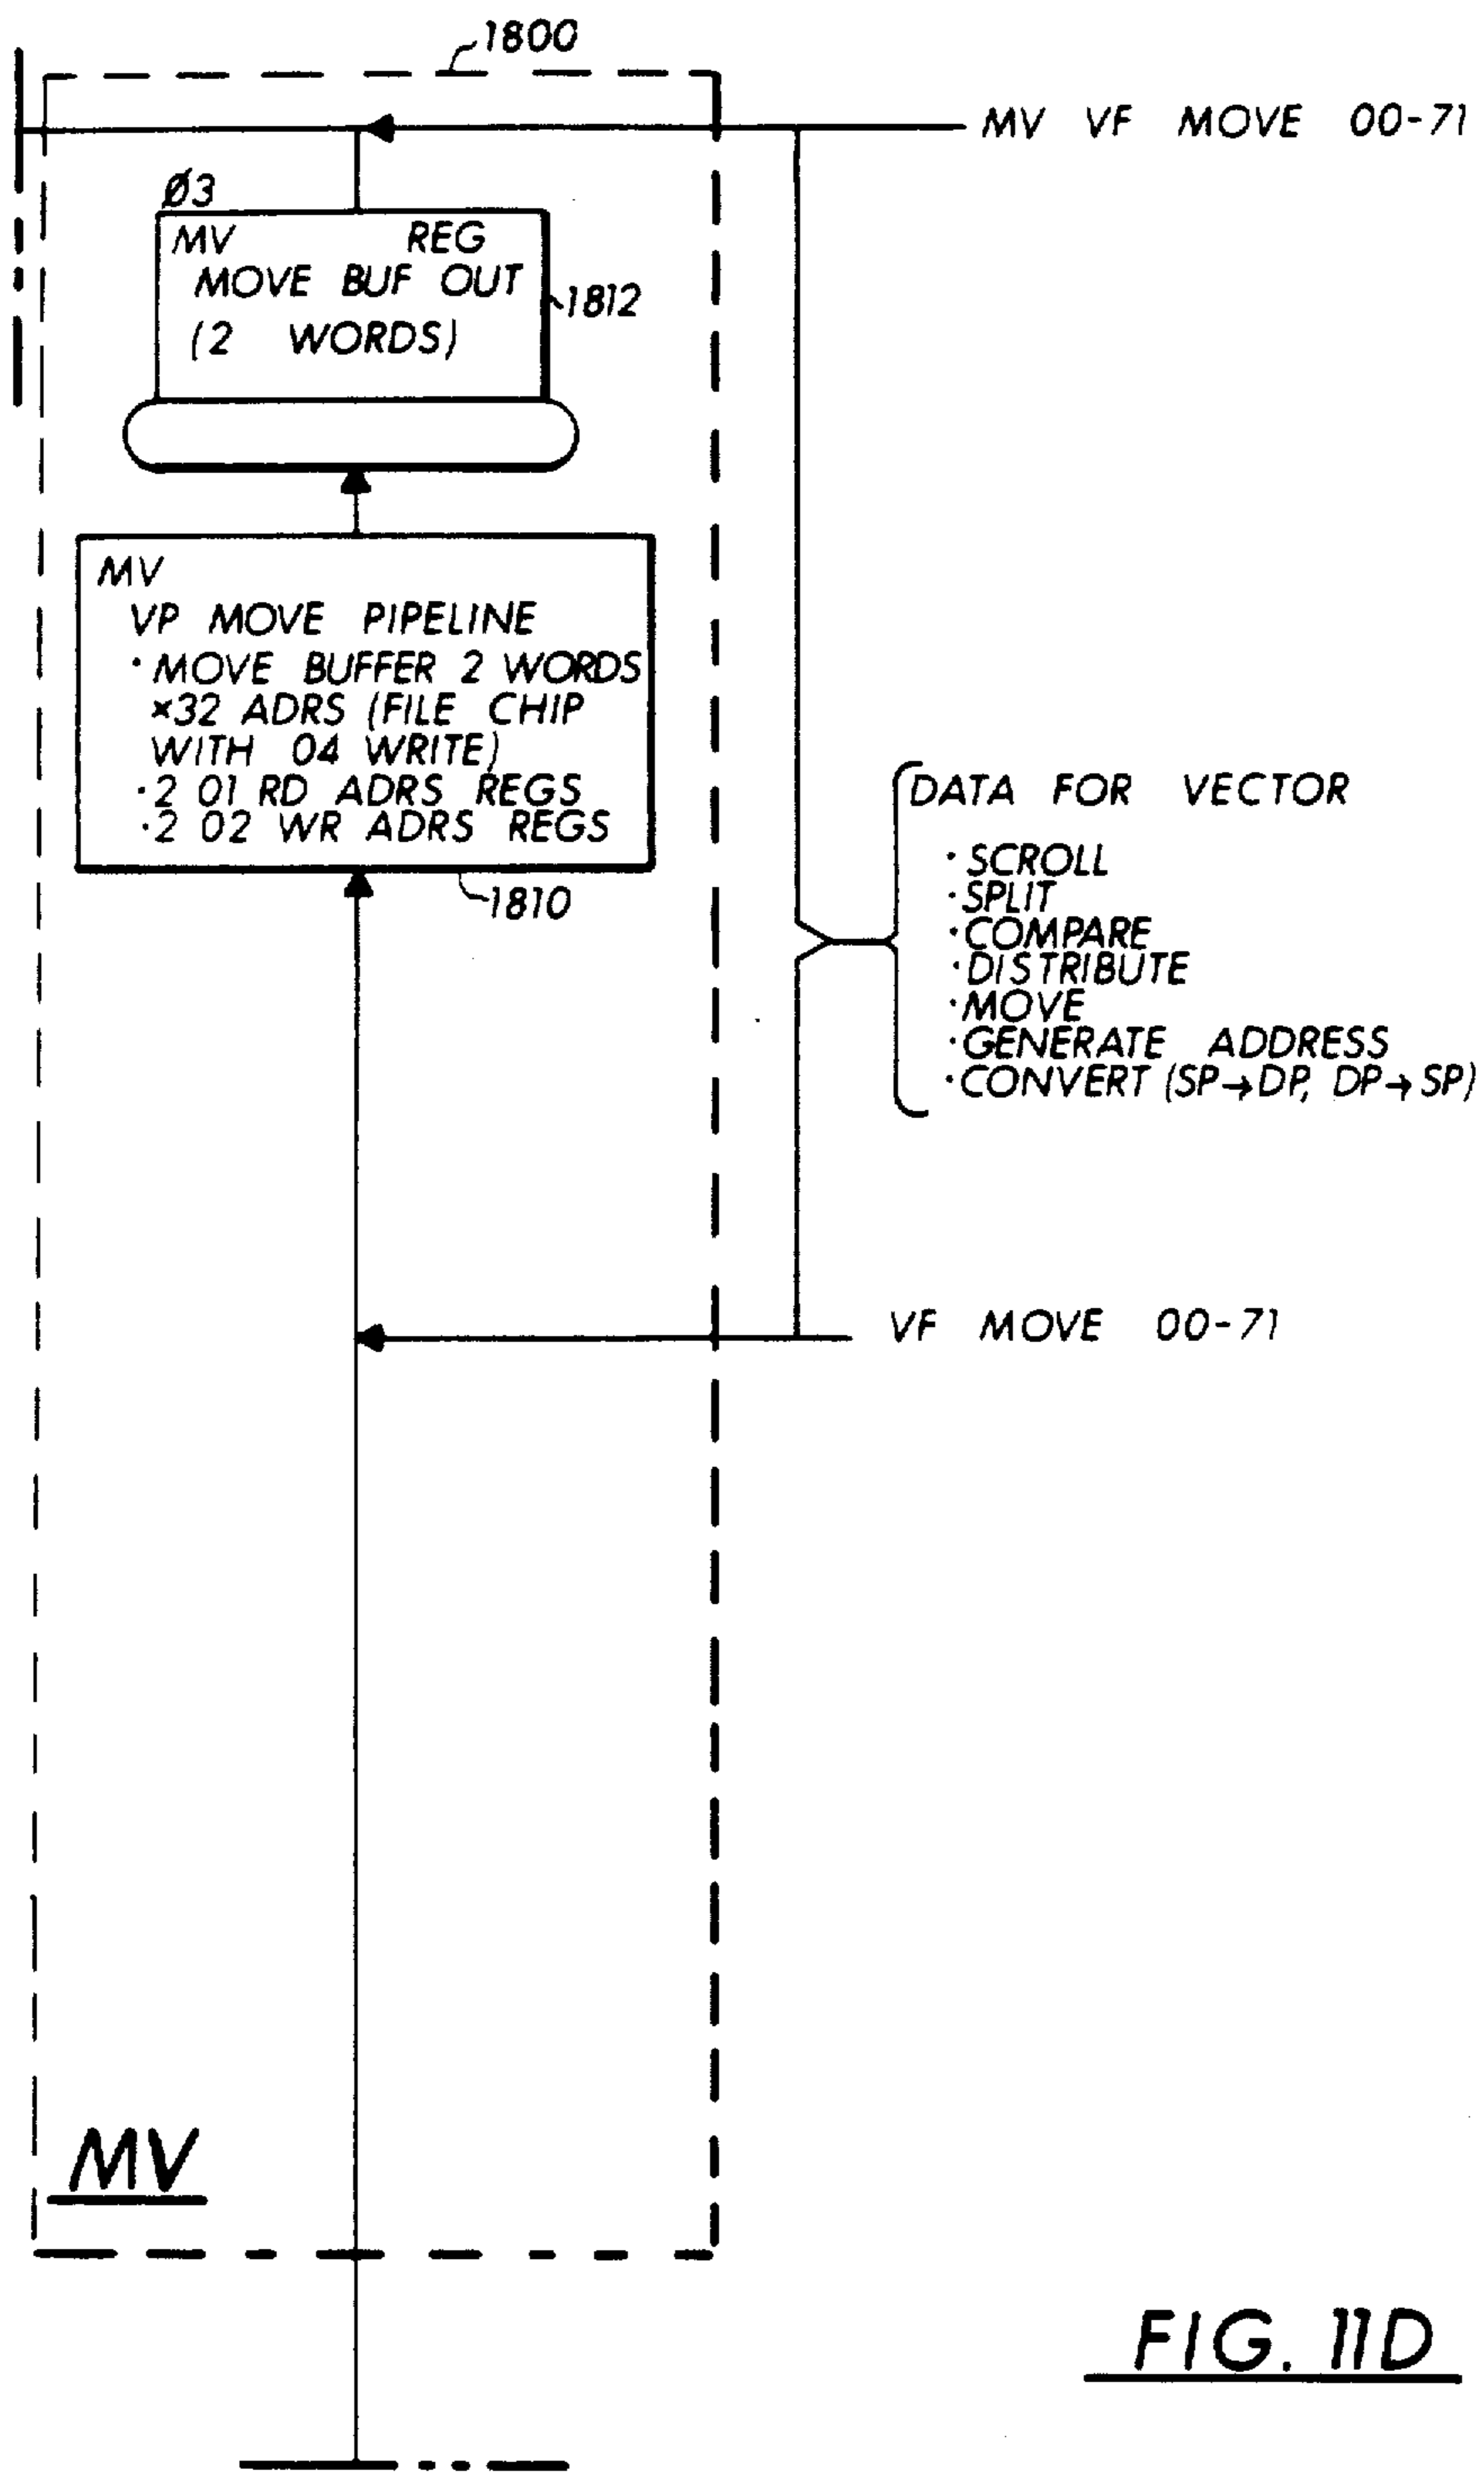 1800
MV VF MOVE 00-71
Ø3
MV REG
MOVE BUF OUT
(2 WORDS)
1812
MV
VP MOVE PIPELINE
·MOVE BUFFER 2 WORDS
×32 ADRS (FILE CHIP
WITH 04 WRITE)
·2 01 RD ADRS REGS
·2 02 WR ADRS REGS
1810
DATA FOR VECTOR
·SCROLL
·SPLIT
·COMPARE
·DISTRIBUTE
·MOVE
·GENERATE ADDRESS
·CONVERT (SP→DP, DP→SP)
VF MOVE 00-71
MV
FIG. 11D